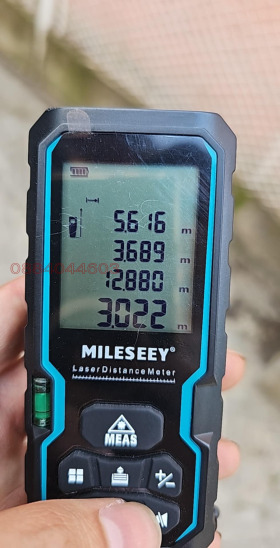 5.616 m
3.689 m
12.880 m
3.022 m
MILESEEY®
Laser Distance Meter
MEAS